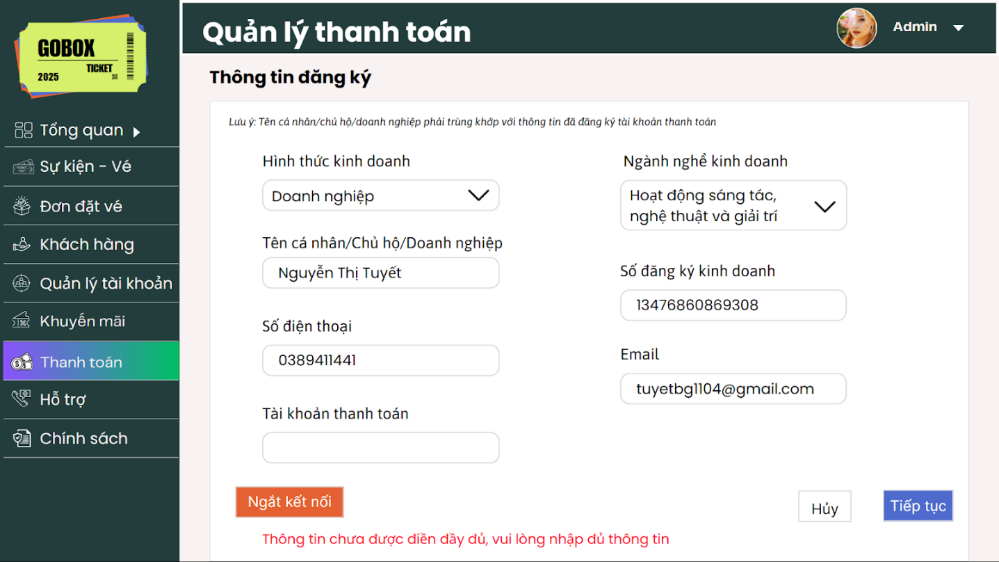 GOBOX
TICKET
2025
Tổng quan
Sự kiện - Vé
Đơn đặt vé
Khách hàng
Quản lý tài khoản
Khuyến mãi
Thanh toán
Hỗ trợ
Chính sách
Quản lý thanh toán
Admin
Thông tin đăng ký
Lưu ý: Tên cá nhân/chủ hộ/doanh nghiệp phải trùng khớp với thông tin đã đăng ký tài khoản thanh toán
Hình thức kinh doanh
Doanh nghiệp
Ngành nghề kinh doanh
Hoạt động sáng tác,
nghệ thuật và giải trí
Tên cá nhân/Chủ hộ/Doanh nghiệp
Nguyễn Thị Tuyết
Số đăng ký kinh doanh
13476860869308
Số điện thoại
0389411441
Email
tuyetbg1104@gmail.com
Tài khoản thanh toán
Ngắt kết nối
Hủy
Tiếp tục
Thông tin chưa được điền đầy đủ, vui lòng nhập đủ thông tin